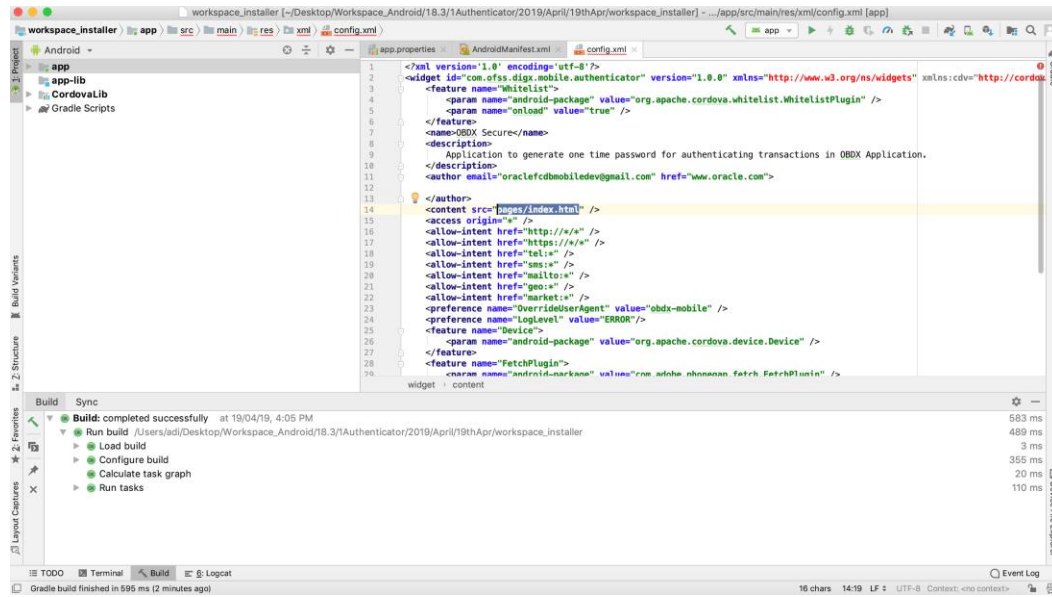 workspace_installer [~/Desktop/Workspace_Android/18.3/1Authenticator/2019/April/19thApr/workspace_installer] - .../app/src/main/res/xml/config.xml [app]
workspace_installer app src main res xml config.xml
app
Android
app.properties AndroidManifest.xml config.xml
1: Project
app
app-lib
CordovaLib
Gradle Scripts
1 <?xml version='1.0' encoding='utf-8'?>
2 <widget id="com.ofss.digx.mobile.authenticator" version="1.0.0" xmlns="http://www.w3.org/ns/widgets" xmlns:cdv="http://cordov
3 <feature name="Whitelist">
4 <param name="android-package" value="org.apache.cordova.whitelist.WhitelistPlugin" />
5 <param name="onload" value="true" />
6 </feature>
7 <name>OBDX Secure</name>
8 <description>
9 Application to generate one time password for authenticating transactions in OBDX Application.
10 </description>
11 <author email="oraclefcdbmobiledev@gmail.com" href="www.oracle.com">
12
13 </author>
14 <content src="pages/index.html" />
15 <access origin="*" />
16 <allow-intent href="http://*/*" />
17 <allow-intent href="https://*/*" />
18 <allow-intent href="tel:*" />
19 <allow-intent href="sms:*" />
20 <allow-intent href="mailto:*" />
21 <allow-intent href="geo:*" />
22 <allow-intent href="market:*" />
23 <preference name="OverrideUserAgent" value="obdx-mobile" />
24 <preference name="LogLevel" value="ERROR"/>
25 <feature name="Device">
26 <param name="android-package" value="org.apache.cordova.device.Device" />
27 </feature>
28 <feature name="FetchPlugin">
29 <param name="android-package" value="com.adobe.phonegap.fetch.FetchPlugin" />
widget › content
Build Variants
7: Structure
2: Favorites
Layout Captures
Build Sync
Build: completed successfully at 19/04/19, 4:05 PM 583 ms
Run build /Users/adi/Desktop/Workspace_Android/18.3/1Authenticator/2019/April/19thApr/workspace_installer 489 ms
Load build 3 ms
Configure build 355 ms
Calculate task graph 20 ms
Run tasks 110 ms
TODO Terminal Build 6: Logcat Event Log
Gradle build finished in 595 ms (2 minutes ago) 16 chars 14:19 LF UTF-8 Context: <no context>